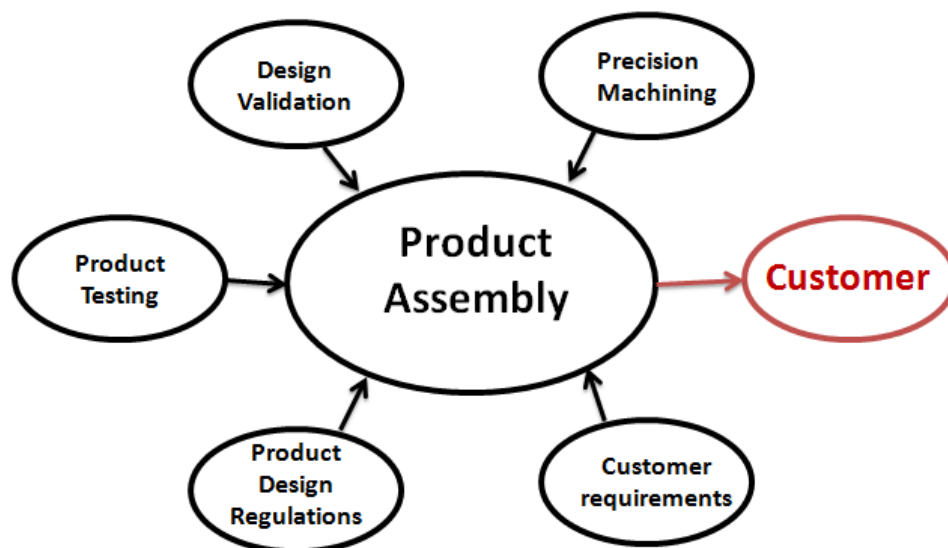 Design
Validation
Precision
Machining
Product
Testing
Product
Assembly
Customer
Product
Design
Regulations
Customer
requirements